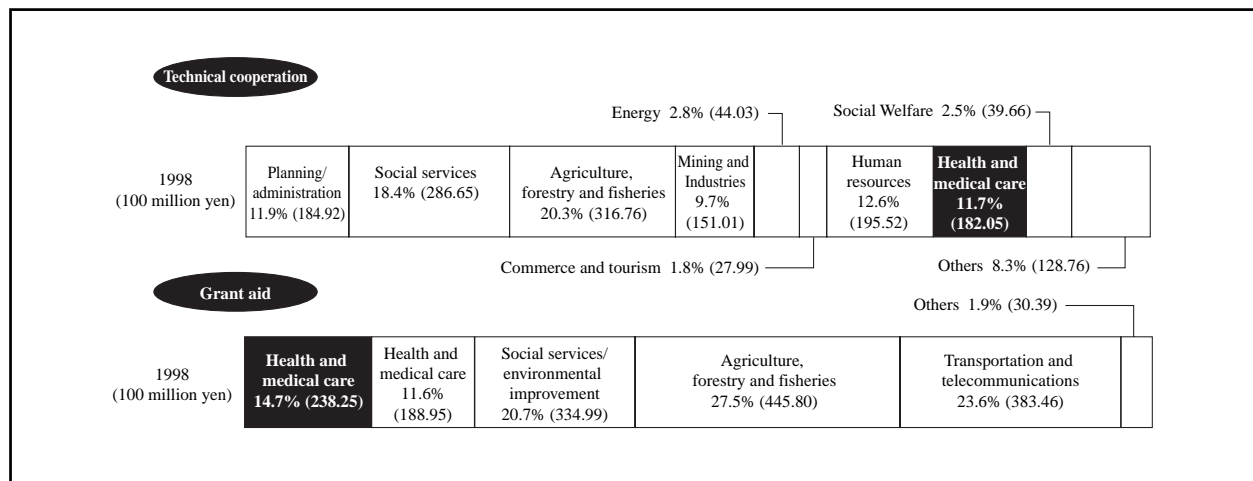 Technical cooperation
Energy 2.8% (44.03)
Social Welfare 2.5% (39.66)
1998
(100 million yen)
Planning/
administration
11.9% (184.92)
Social services
18.4% (286.65)
Agriculture,
forestry and fisheries
20.3% (316.76)
Mining and
Industries
9.7%
(151.01)
Human
resources
12.6%
(195.52)
Health and
medical care
11.7%
(182.05)
Commerce and tourism 1.8% (27.99)
Others 8.3% (128.76)
Grant aid
Others 1.9% (30.39)
1998
(100 million yen)
Health and
medical care
14.7% (238.25)
Health and
medical care
11.6%
(188.95)
Social services/
environmental
improvement
20.7% (334.99)
Agriculture,
forestry and fisheries
27.5% (445.80)
Transportation and
telecommunications
23.6% (383.46)